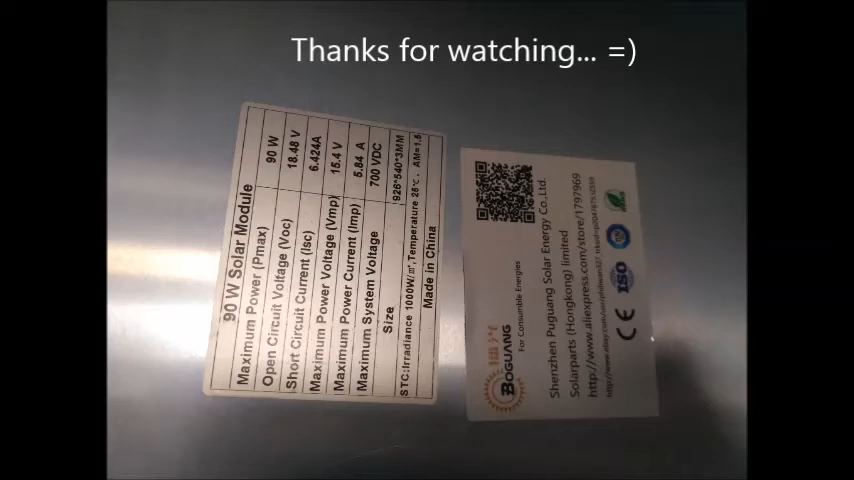 Thanks for watching... =)
90 W Solar Module
Maximum Power (Pmax) 90 W
Open Circuit Voltage (Voc) 18.48 V
Short Circuit Current (Isc) 6.424A
Maximum Power Voltage (Vmp) 15.4 V
Maximum Power Current (Imp) 5.84 A
Maximum System Voltage 700 VDC
Size 926*540*3MM
STC:Irradiance 1000W/㎡,Temperature 25℃, AM=1.5
Made in China
BOGUANG
For Consumble Energies
Shenzhen Puguang Solar Energy Co.,Ltd.
Solarparts (Hongkong) limited
http://www.aliexpress.com/store/1797969
CE ISO